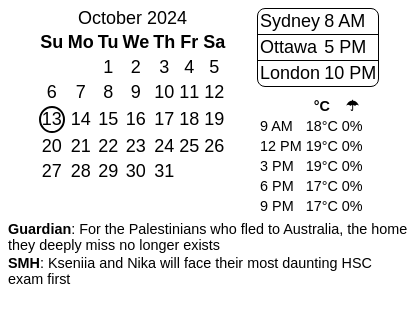 October 2024
Su Mo Tu We Th Fr Sa
1 2 3 4 5
6 7 8 9 10 11 12
13 14 15 16 17 18 19
20 21 22 23 24 25 26
27 28 29 30 31
Sydney 8 AM
Ottawa 5 PM
London 10 PM
°C ☂
9 AM 18°C 0%
12 PM 19°C 0%
3 PM 19°C 0%
6 PM 17°C 0%
9 PM 17°C 0%
Guardian: For the Palestinians who fled to Australia, the home
they deeply miss no longer exists
SMH: Kseniia and Nika will face their most daunting HSC
exam first